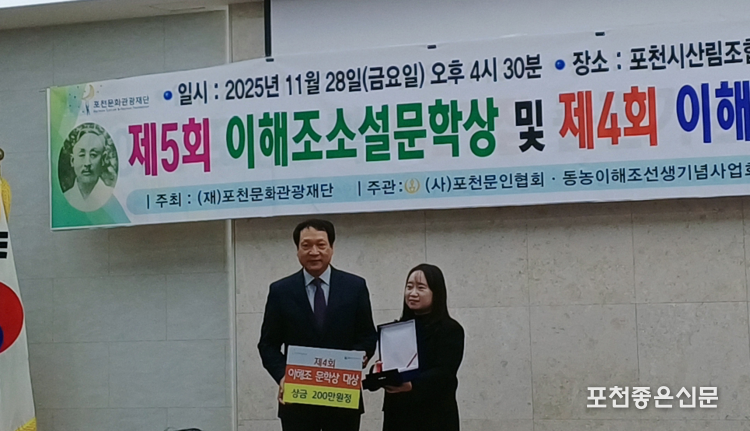 포천문화관광재단
• 일시 : 2025년 11월 28일(금요일) 오후 4시 30분 • 장소 : 포천시산림조합
제5회 이해조소설문학상 및 제4회 이해
| 주최 : (재)포천문화관광재단 | 주관 : (사)포천문인협회 · 동농이해조선생기념사업회
제4회
이해조 문학상 대상
상금 200만원정
포천좋은신문